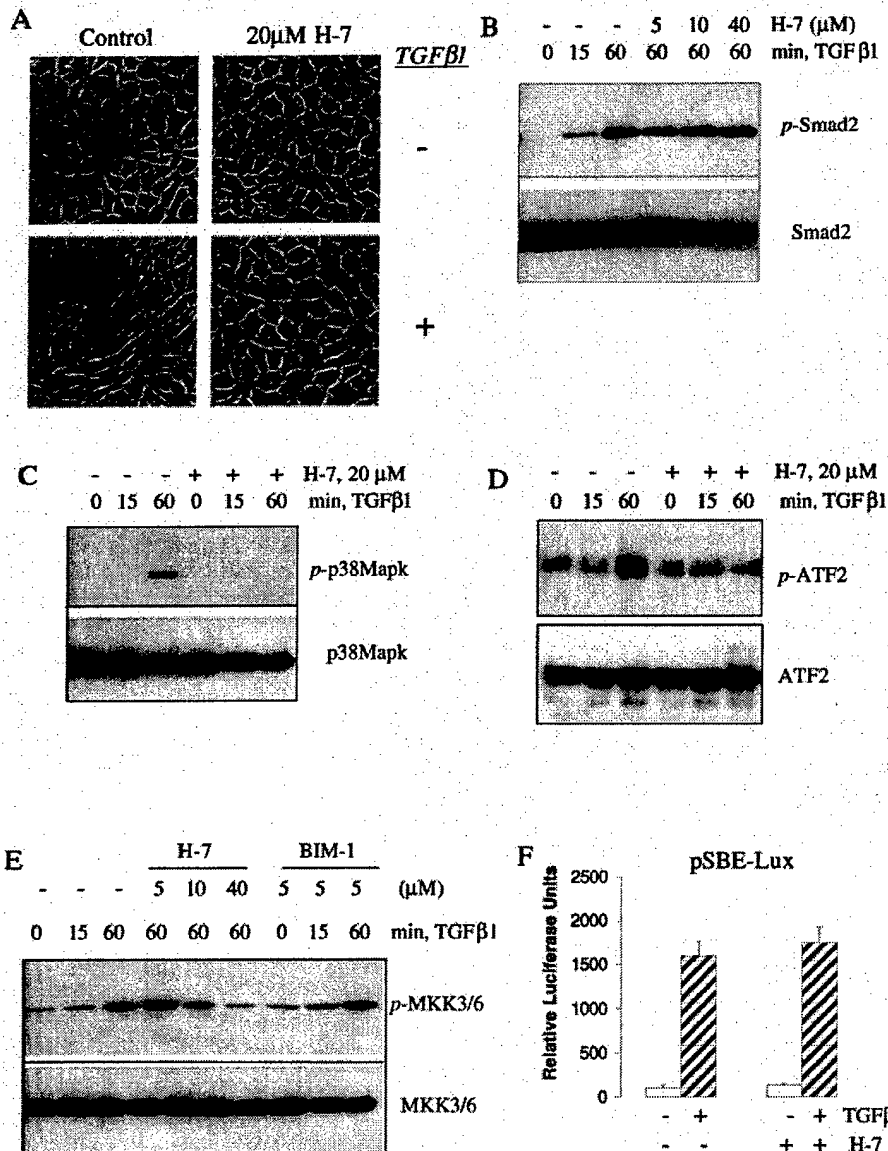 A
Control 20µM H-7
TGFβ1
-
+
B
- - - 5 10 40 H-7 (µM)
0 15 60 60 60 60 min, TGFβ1
p-Smad2
Smad2
C
- - - + + + H-7, 20 µM
0 15 60 0 15 60 min, TGFβ1
p-p38Mapk
p38Mapk
D
- - - + + + H-7, 20 µM
0 15 60 0 15 60 min, TGFβ1
p-ATF2
ATF2
E
H-7 BIM-1
- - - 5 10 40 5 5 5 (µM)
0 15 60 60 60 60 0 15 60 min, TGFβ1
p-MKK3/6
MKK3/6
F
pSBE-Lux
Relative Luciferase Units
2500
2000
1500
1000
500
0
- + - + TGFβ
- - + + H-7